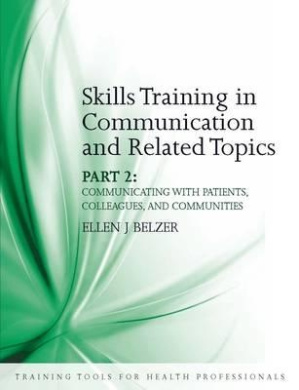 Skills Training in
Communication
and Related Topics
PART 2:
COMMUNICATING WITH PATIENTS,
COLLEAGUES, AND COMMUNITIES
ELLEN J BELZER
TRAINING TOOLS FOR HEALTH PROFESSIONALS